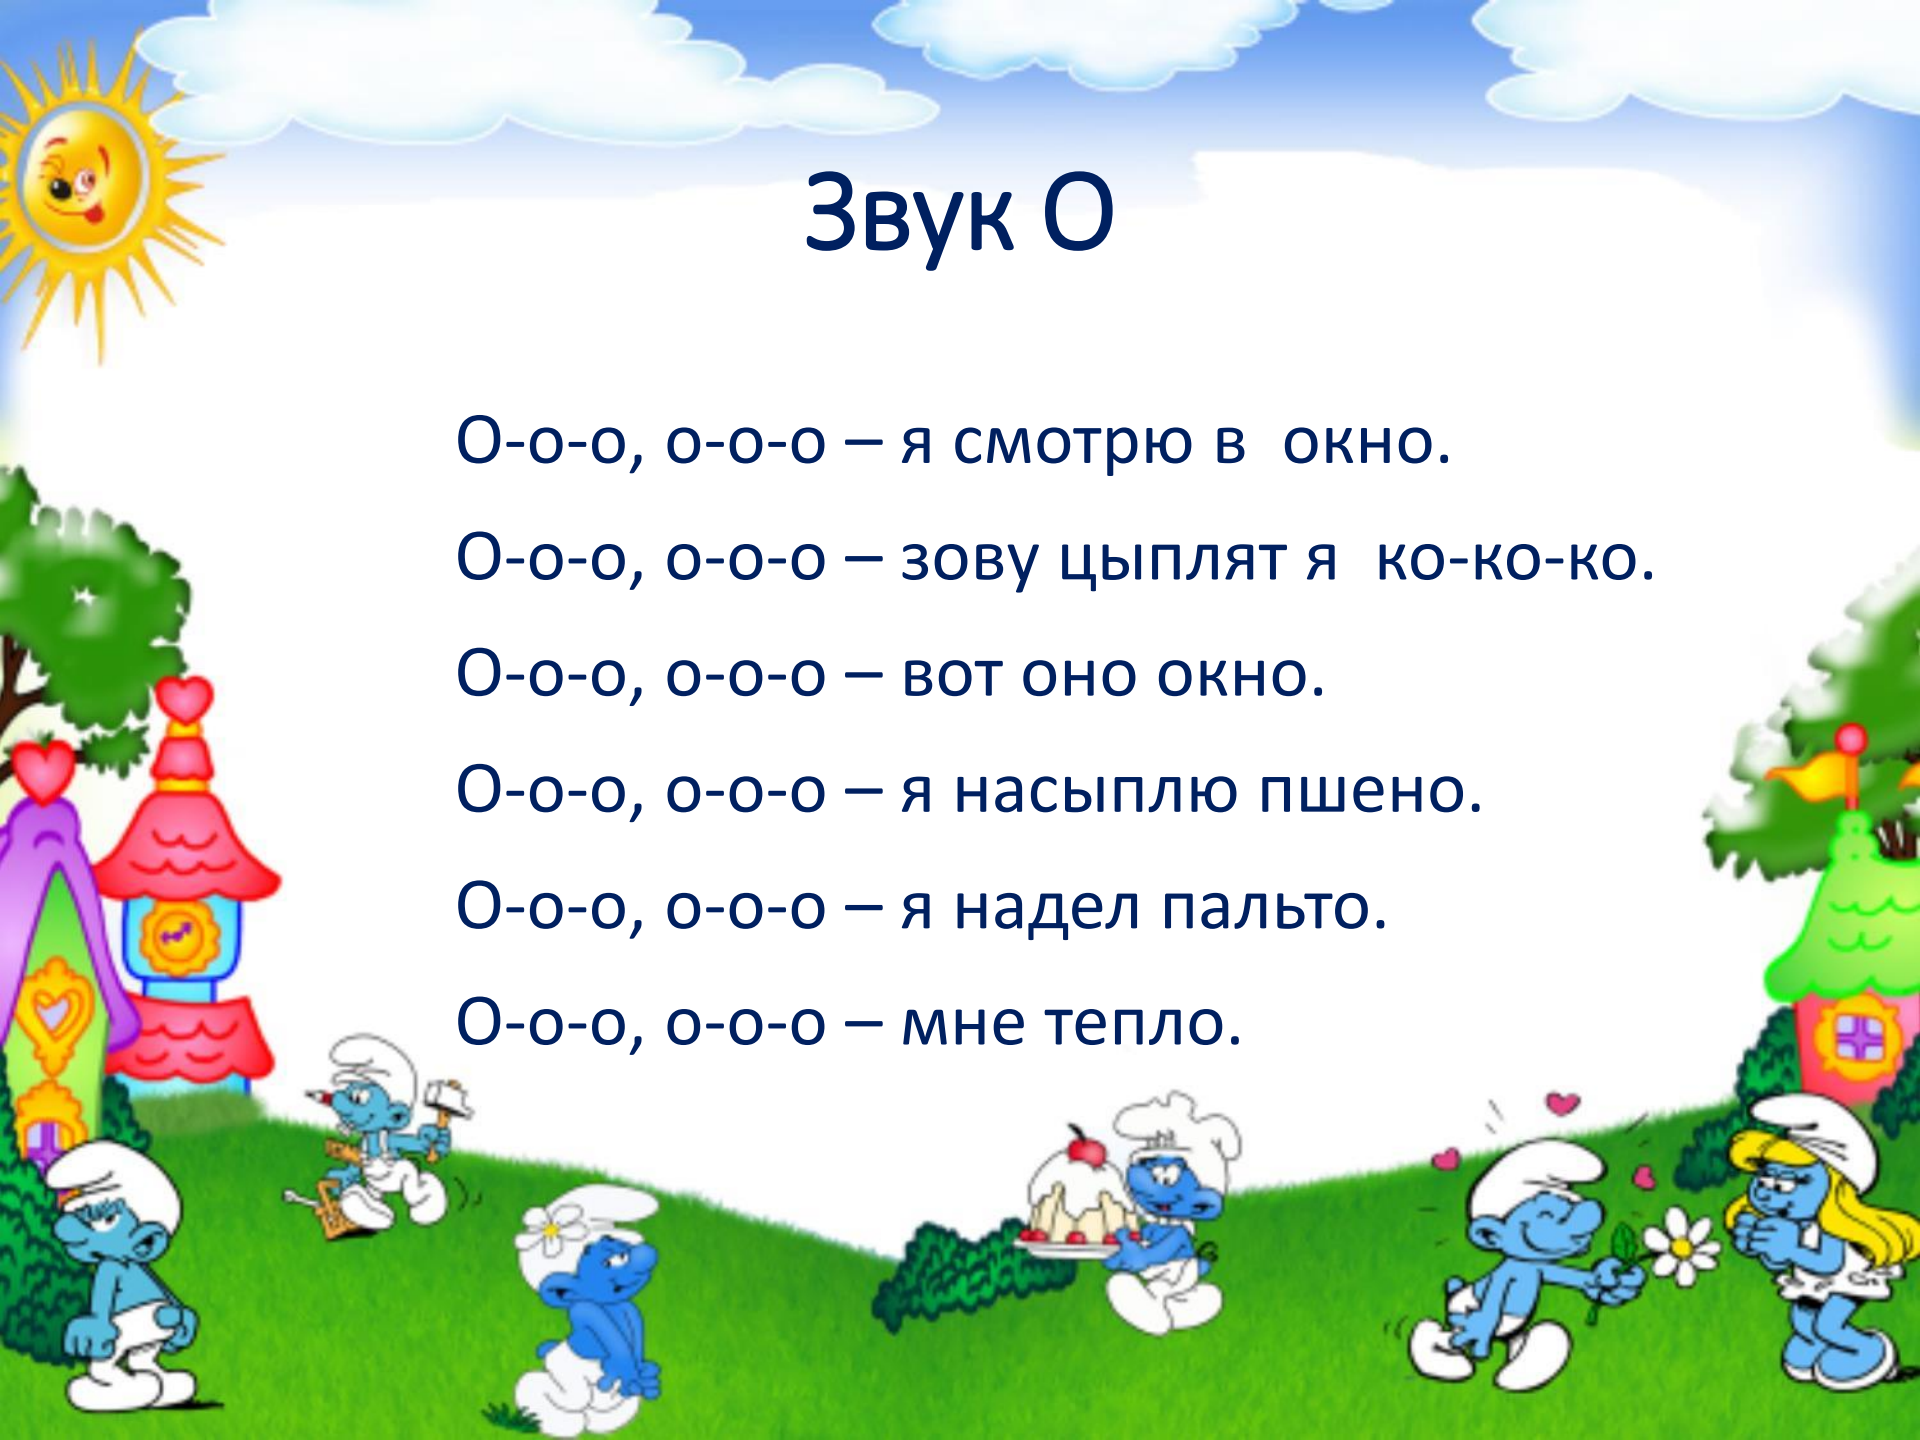 Звук О
О-о-о, о-о-о – я смотрю в  окно.
О-о-о, о-о-о – зову цыплят я  ко-ко-ко.
О-о-о, о-о-о – вот оно окно.
О-о-о, о-о-о – я насыплю пшено.
О-о-о, о-о-о – я надел пальто.
О-о-о, о-о-о – мне тепло.